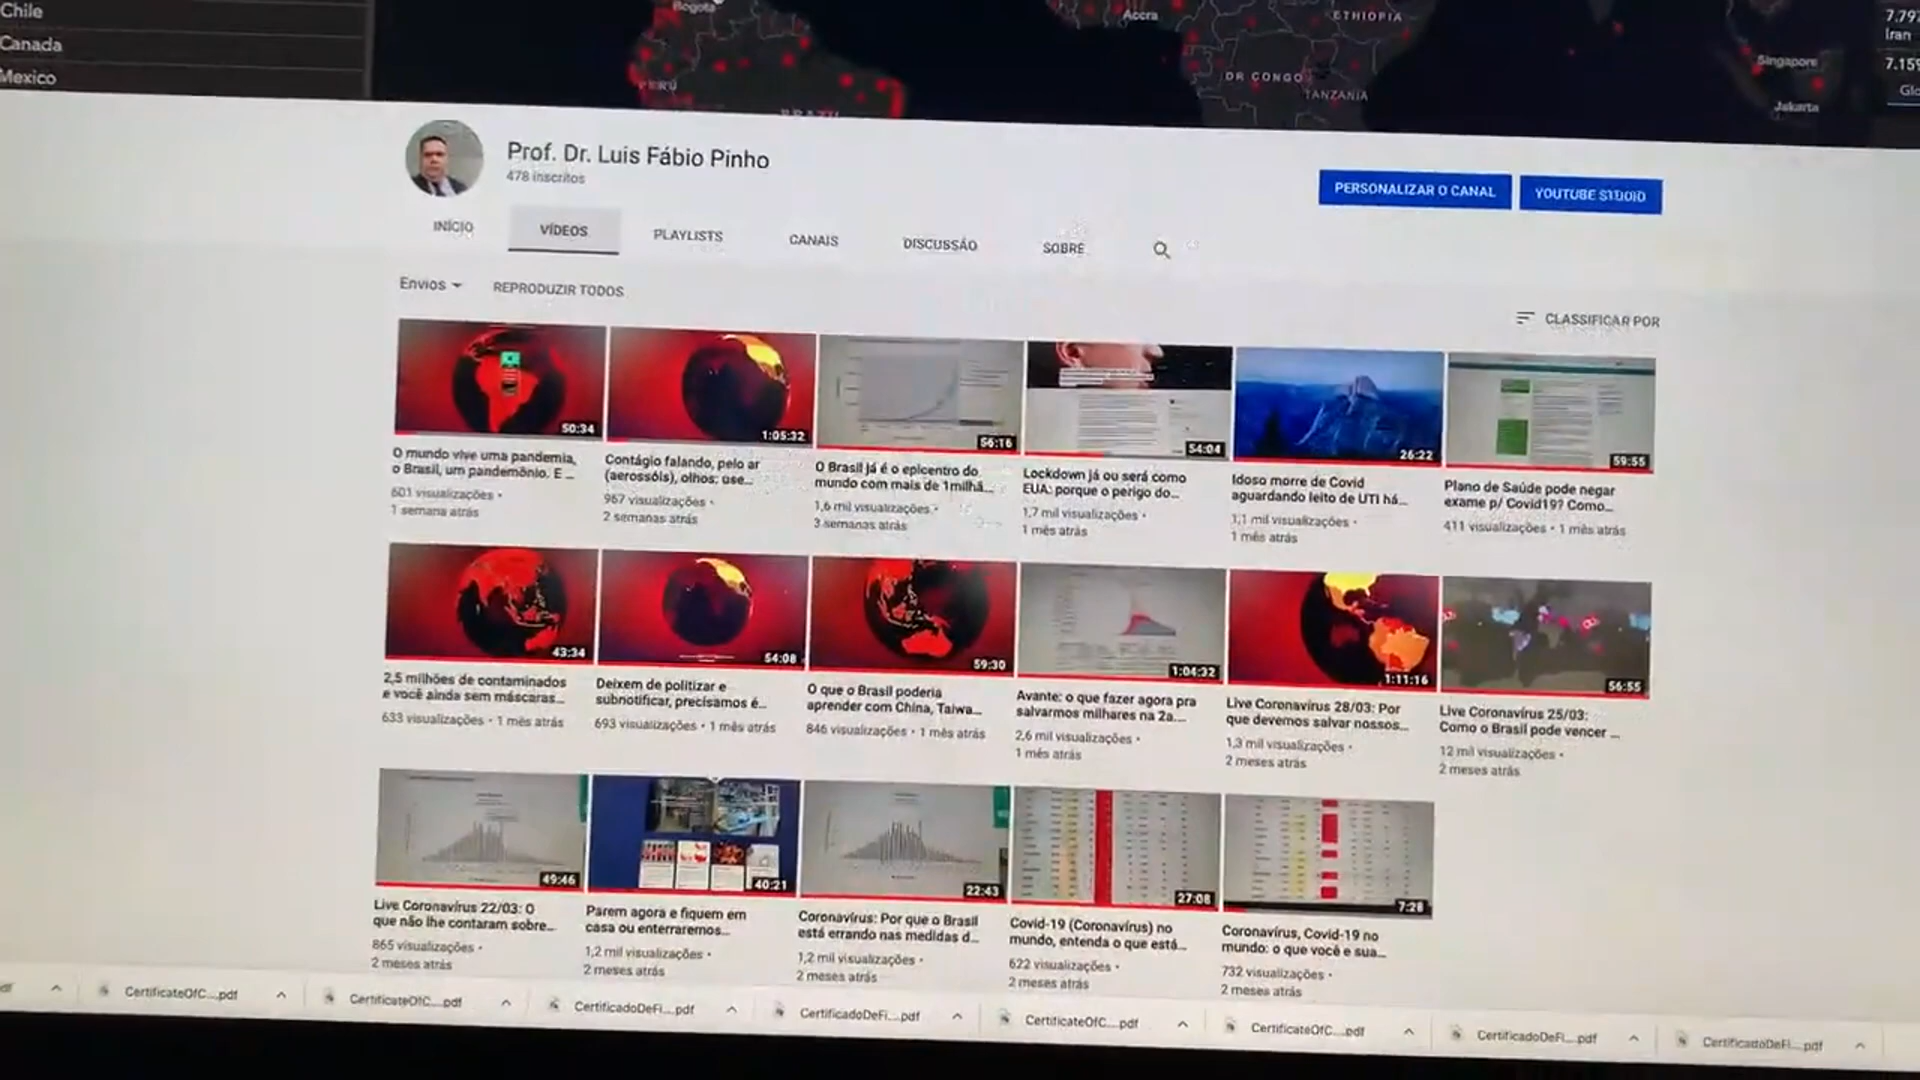 Chile
Canada
Mexico
Bogota
PERÚ
Accra
ETHIOPIA
DR CONGO
TANZANIA
Singapore
Jakarta
Iran
Prof. Dr. Luis Fábio Pinho
478 inscritos
PERSONALIZAR O CANAL
YOUTUBE STUDIO
INÍCIO
VÍDEOS
PLAYLISTS
CANAIS
DISCUSSÃO
SOBRE
Envios
REPRODUZIR TODOS
CLASSIFICAR POR
50:34
1:05:32
56:16
54:04
26:22
59:55
O mundo vive uma pandemia,
o Brasil, um pandemônio. E ...
601 visualizações •
1 semana atrás
Contágio falando, pelo ar
(aerossóis), olhos: use...
967 visualizações •
2 semanas atrás
O Brasil já é o epicentro do
mundo com mais de 1milhã...
1,6 mil visualizações •
3 semanas atrás
Lockdown já ou será como
EUA: porque o perigo do...
1,7 mil visualizações •
1 mês atrás
Idoso morre de Covid
aguardando leito de UTI há...
1,1 mil visualizações •
1 mês atrás
Plano de Saúde pode negar
exame p/ Covid19? Como...
411 visualizações • 1 mês atrás
43:34
54:08
59:30
1:04:32
1:11:16
56:55
2,5 milhões de contaminados
e você ainda sem máscaras...
633 visualizações • 1 mês atrás
Deixem de politizar e
subnotificar, precisamos é...
693 visualizações • 1 mês atrás
O que o Brasil poderia
aprender com China, Taiwa...
846 visualizações • 1 mês atrás
Avante: o que fazer agora pra
salvarmos milhares na 2a....
2,6 mil visualizações •
1 mês atrás
Live Coronavírus 28/03: Por
que devemos salvar nossos...
1,3 mil visualizações •
2 meses atrás
Live Coronavírus 25/03:
Como o Brasil pode vencer ...
12 mil visualizações •
2 meses atrás
49:46
40:21
22:43
27:08
7:28
Live Coronavírus 22/03: O
que não lhe contaram sobre...
865 visualizações •
2 meses atrás
Parem agora e fiquem em
casa ou enterraremos...
1,2 mil visualizações •
2 meses atrás
Coronavírus: Por que o Brasil
está errando nas medidas d...
1,2 mil visualizações •
2 meses atrás
Covid-19 (Coronavírus) no
mundo, entenda o que está...
622 visualizações •
2 meses atrás
Coronavírus, Covid-19 no
mundo: o que você e sua...
732 visualizações •
2 meses atrás
CertificateOfC....pdf
CertificateOfC....pdf
CertificadoDeFi....pdf
CertificadoDeFi....pdf
CertificateOfC....pdf
CertificateOfC....pdf
CertificadoDeFi....pdf
CertificadoDeFi....pdf